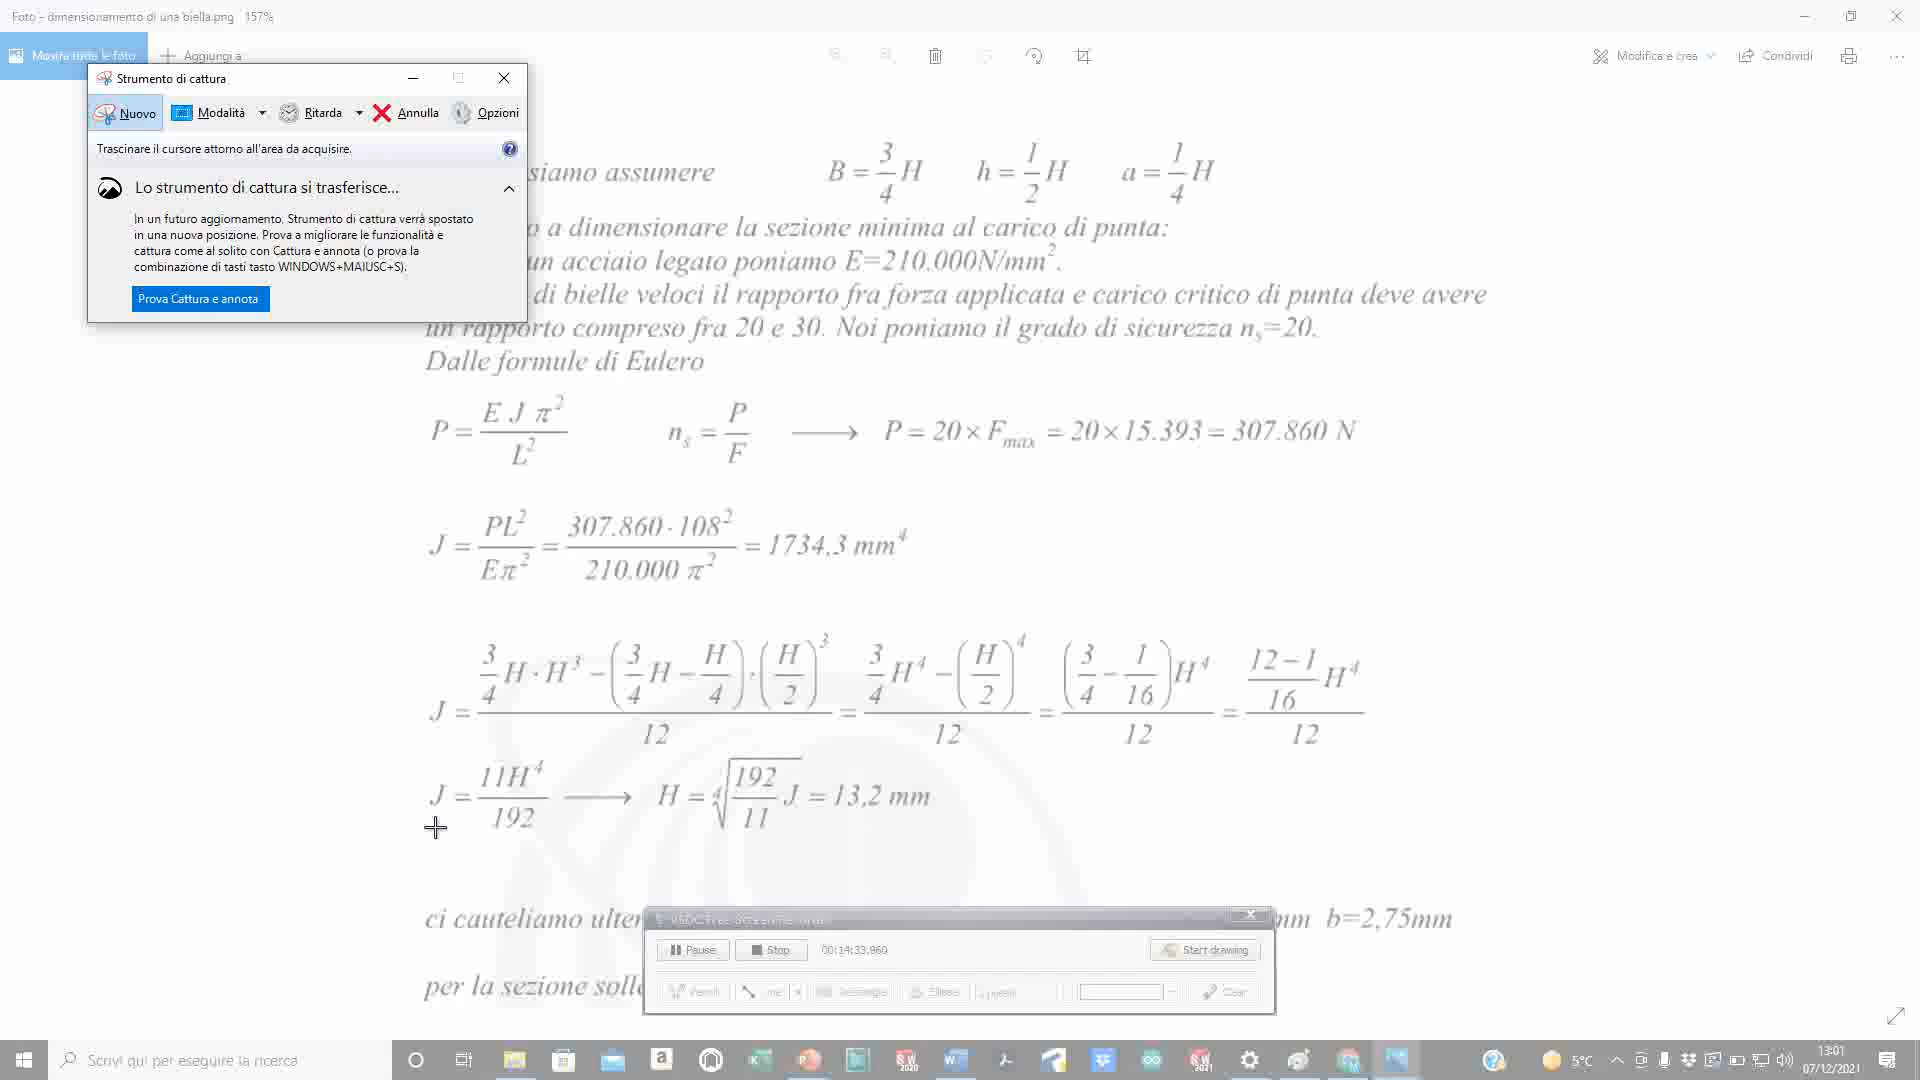 Foto - dimensionamento di una biella.png 157%
Mostra tutte le foto
Aggiungi a
Modifica e crea
Condividi
Strumento di cattura
Nuovo
Modalità
Ritarda
Annulla
Opzioni
Trascinare il cursore attorno all'area da acquisire.
Lo strumento di cattura si trasferisce...
In un futuro aggiornamento, Strumento di cattura verrà spostato
in una nuova posizione. Prova a migliorare le funzionalità e
cattura come al solito con Cattura e annota (o prova la
combinazione di tasti tasto WINDOWS+MAIUSC+S).
Prova Cattura e annota
siamo assumere B = 3/4 H h = 1/2 H a = 1/4 H
o a dimensionare la sezione minima al carico di punta:
un acciaio legato poniamo E=210.000N/mm².
di bielle veloci il rapporto fra forza applicata e carico critico di punta deve avere
un rapporto compreso fra 20 e 30. Noi poniamo il grado di sicurezza nₛ=20.
Dalle formule di Eulero
P = E J π² / L² nₛ = P / F ⟶ P = 20 × F_max = 20 × 15.393 = 307.860 N
J = PL² / Eπ² = 307.860 · 108² / 210.000 π² = 1734,3 mm⁴
J = (3/4 H · H³ − (3/4 H − H/4) · (H/2)³) / 12 = (3/4 H⁴ − (H/2)⁴) / 12 = ((3/4 − 1/16) H⁴) / 12 = ((12−1)/16 H⁴) / 12
J = 11H⁴ / 192 ⟶ H = ⁴√(192/11 J) = 13,2 mm
ci cauteliamo ulter
mm b=2,75mm
Pause
Stop
00:14:33.960
Start drawing
per la sezione solle
Line
Rectangle
Ellipse
Clear
Scrivi qui per eseguire la ricerca
5°C
13:01
07/12/2021